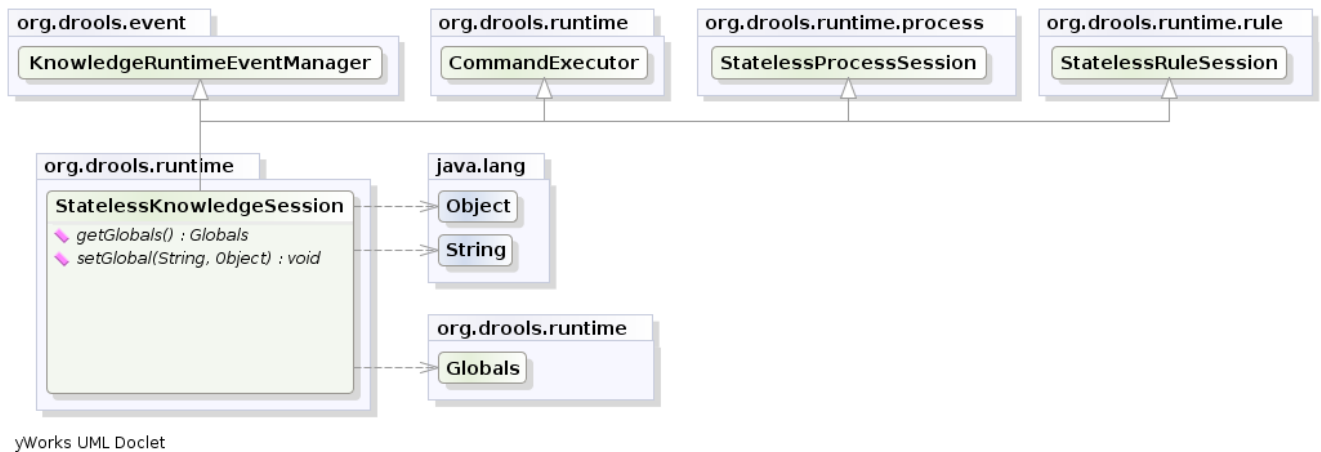 org.drools.event
KnowledgeRuntimeEventManager
org.drools.runtime
CommandExecutor
org.drools.runtime.process
StatelessProcessSession
org.drools.runtime.rule
StatelessRuleSession
org.drools.runtime
StatelessKnowledgeSession
getGlobals() : Globals
setGlobal(String, Object) : void
java.lang
Object
String
org.drools.runtime
Globals
yWorks UML Doclet